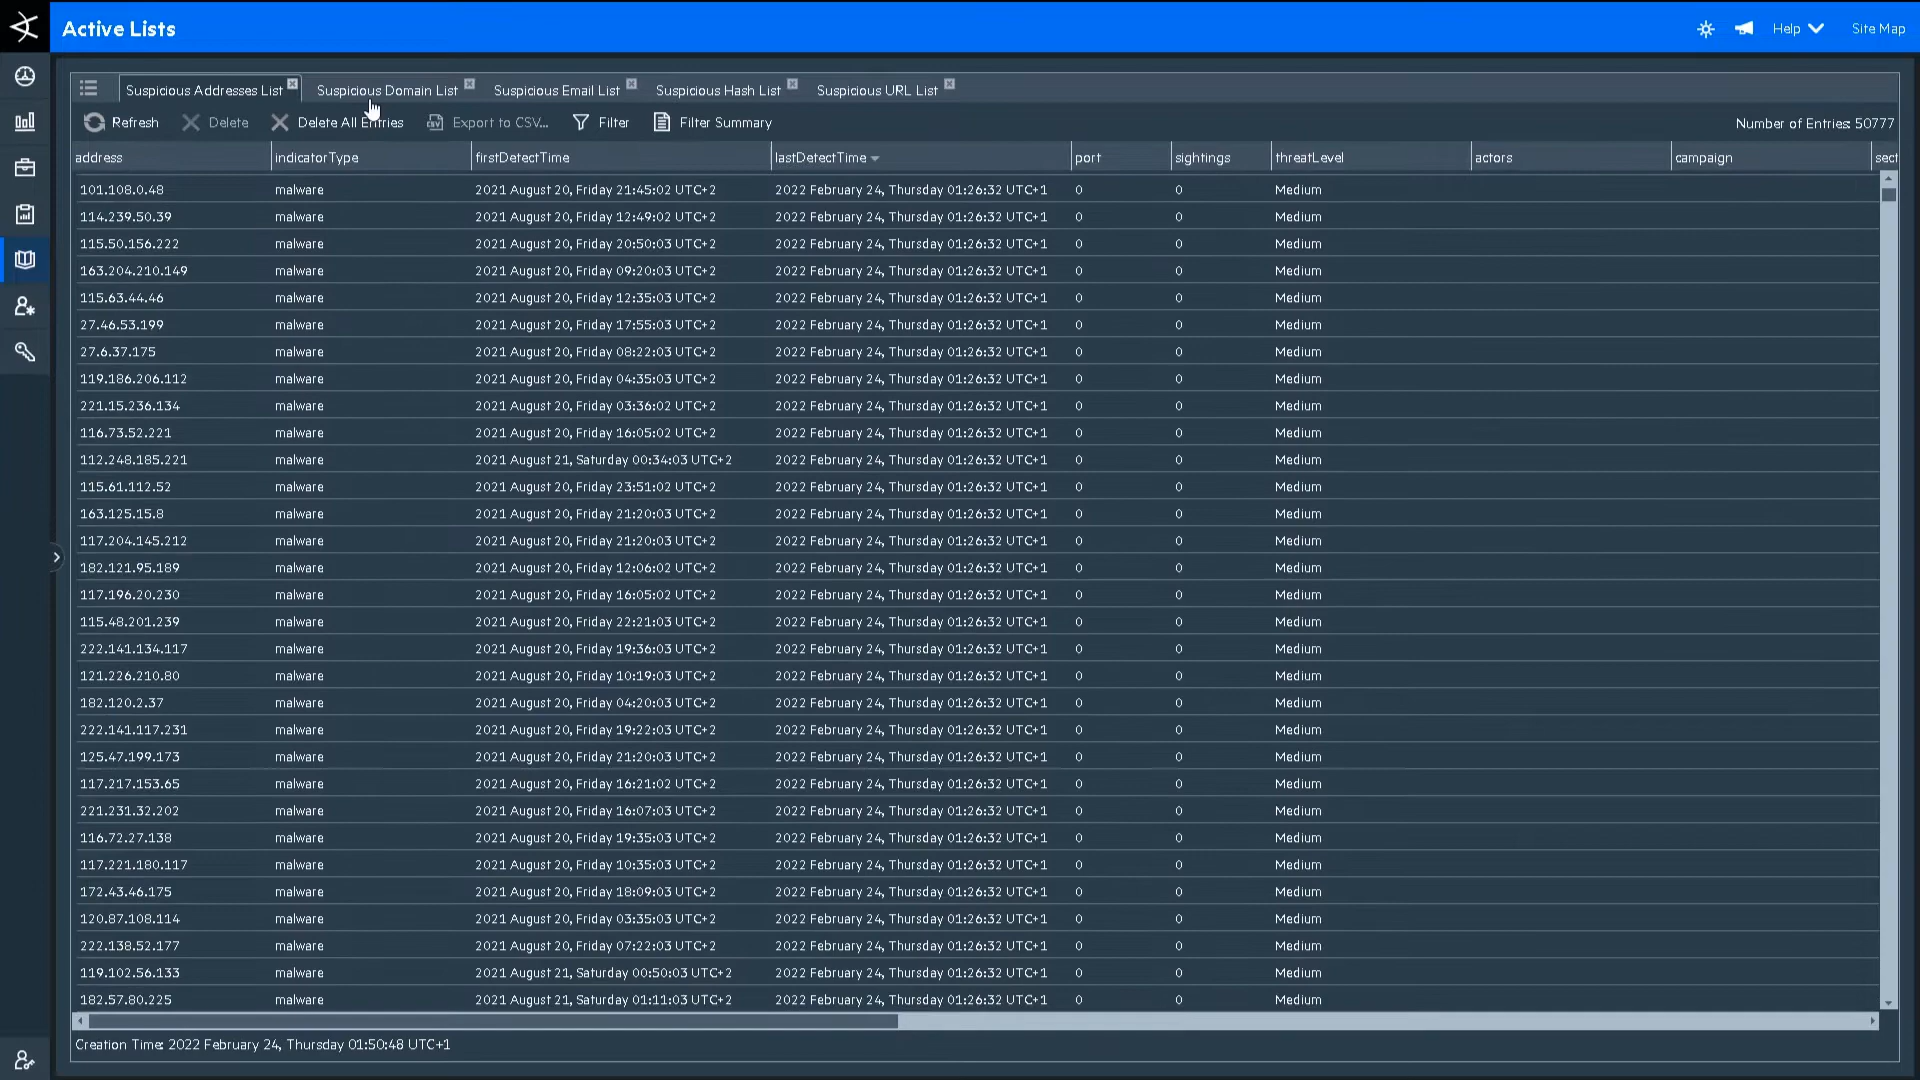 Active Lists
Help
Site Map
Suspicious Addresses List
Suspicious Domain List
Suspicious Email List
Suspicious Hash List
Suspicious URL List
Refresh
Delete
Delete All Entries
Export to CSV...
Filter
Filter Summary
Number of Entries: 50777
address indicatorType firstDetectTime lastDetectTime port sightings threatLevel actors campaign sect
101.108.0.48 malware 2021 August 20, Friday 21:45:02 UTC+2 2022 February 24, Thursday 01:26:32 UTC+1 0 0 Medium
114.239.50.39 malware 2021 August 20, Friday 12:49:02 UTC+2 2022 February 24, Thursday 01:26:32 UTC+1 0 0 Medium
115.50.156.222 malware 2021 August 20, Friday 20:50:03 UTC+2 2022 February 24, Thursday 01:26:32 UTC+1 0 0 Medium
163.204.210.149 malware 2021 August 20, Friday 09:20:03 UTC+2 2022 February 24, Thursday 01:26:32 UTC+1 0 0 Medium
115.63.44.46 malware 2021 August 20, Friday 12:35:03 UTC+2 2022 February 24, Thursday 01:26:32 UTC+1 0 0 Medium
27.46.53.199 malware 2021 August 20, Friday 17:55:03 UTC+2 2022 February 24, Thursday 01:26:32 UTC+1 0 0 Medium
27.6.37.175 malware 2021 August 20, Friday 08:22:03 UTC+2 2022 February 24, Thursday 01:26:32 UTC+1 0 0 Medium
119.186.206.112 malware 2021 August 20, Friday 04:35:03 UTC+2 2022 February 24, Thursday 01:26:32 UTC+1 0 0 Medium
221.15.236.134 malware 2021 August 20, Friday 03:36:02 UTC+2 2022 February 24, Thursday 01:26:32 UTC+1 0 0 Medium
116.73.52.221 malware 2021 August 20, Friday 16:05:02 UTC+2 2022 February 24, Thursday 01:26:32 UTC+1 0 0 Medium
112.248.185.221 malware 2021 August 21, Saturday 00:34:03 UTC+2 2022 February 24, Thursday 01:26:32 UTC+1 0 0 Medium
115.61.112.52 malware 2021 August 20, Friday 23:51:02 UTC+2 2022 February 24, Thursday 01:26:32 UTC+1 0 0 Medium
163.125.15.8 malware 2021 August 20, Friday 21:20:03 UTC+2 2022 February 24, Thursday 01:26:32 UTC+1 0 0 Medium
117.204.145.212 malware 2021 August 20, Friday 21:20:03 UTC+2 2022 February 24, Thursday 01:26:32 UTC+1 0 0 Medium
182.121.95.189 malware 2021 August 20, Friday 12:06:02 UTC+2 2022 February 24, Thursday 01:26:32 UTC+1 0 0 Medium
117.196.20.230 malware 2021 August 20, Friday 16:05:02 UTC+2 2022 February 24, Thursday 01:26:32 UTC+1 0 0 Medium
115.48.201.239 malware 2021 August 20, Friday 22:21:03 UTC+2 2022 February 24, Thursday 01:26:32 UTC+1 0 0 Medium
222.141.134.117 malware 2021 August 20, Friday 19:36:03 UTC+2 2022 February 24, Thursday 01:26:32 UTC+1 0 0 Medium
121.226.210.80 malware 2021 August 20, Friday 10:19:03 UTC+2 2022 February 24, Thursday 01:26:32 UTC+1 0 0 Medium
182.120.2.37 malware 2021 August 20, Friday 04:20:03 UTC+2 2022 February 24, Thursday 01:26:32 UTC+1 0 0 Medium
222.141.117.231 malware 2021 August 20, Friday 19:22:03 UTC+2 2022 February 24, Thursday 01:26:32 UTC+1 0 0 Medium
125.47.199.173 malware 2021 August 20, Friday 21:20:03 UTC+2 2022 February 24, Thursday 01:26:32 UTC+1 0 0 Medium
117.217.153.65 malware 2021 August 20, Friday 16:21:02 UTC+2 2022 February 24, Thursday 01:26:32 UTC+1 0 0 Medium
221.231.32.202 malware 2021 August 20, Friday 16:07:03 UTC+2 2022 February 24, Thursday 01:26:32 UTC+1 0 0 Medium
116.72.27.138 malware 2021 August 20, Friday 19:35:03 UTC+2 2022 February 24, Thursday 01:26:32 UTC+1 0 0 Medium
117.221.180.117 malware 2021 August 20, Friday 10:35:03 UTC+2 2022 February 24, Thursday 01:26:32 UTC+1 0 0 Medium
172.43.46.175 malware 2021 August 20, Friday 18:09:03 UTC+2 2022 February 24, Thursday 01:26:32 UTC+1 0 0 Medium
120.87.108.114 malware 2021 August 20, Friday 03:35:03 UTC+2 2022 February 24, Thursday 01:26:32 UTC+1 0 0 Medium
222.138.52.177 malware 2021 August 20, Friday 07:22:03 UTC+2 2022 February 24, Thursday 01:26:32 UTC+1 0 0 Medium
119.102.56.133 malware 2021 August 21, Saturday 00:50:03 UTC+2 2022 February 24, Thursday 01:26:32 UTC+1 0 0 Medium
182.57.80.225 malware 2021 August 21, Saturday 01:11:03 UTC+2 2022 February 24, Thursday 01:26:32 UTC+1 0 0 Medium
Creation Time: 2022 February 24, Thursday 01:50:48 UTC+1